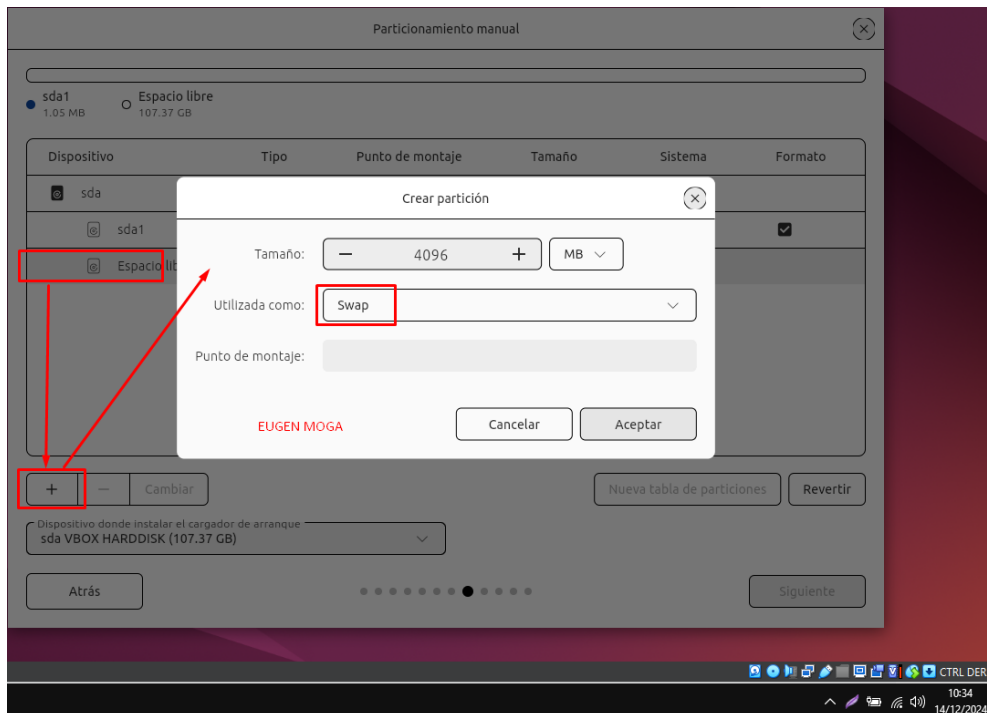 Particionamiento manual
sda1
1.05 MB
Espacio libre
107.37 GB
Dispositivo Tipo Punto de montaje Tamaño Sistema Formato
sda
sda1
Espacio lib
Crear partición
Tamaño: − 4096 + MB
Utilizada como: Swap
Punto de montaje:
EUGEN MOGA
Cancelar Aceptar
+ − Cambiar
Nueva tabla de particiones Revertir
Dispositivo donde instalar el cargador de arranque
sda VBOX HARDDISK (107.37 GB)
Atrás Siguiente
CTRL DER
10:34
14/12/2024